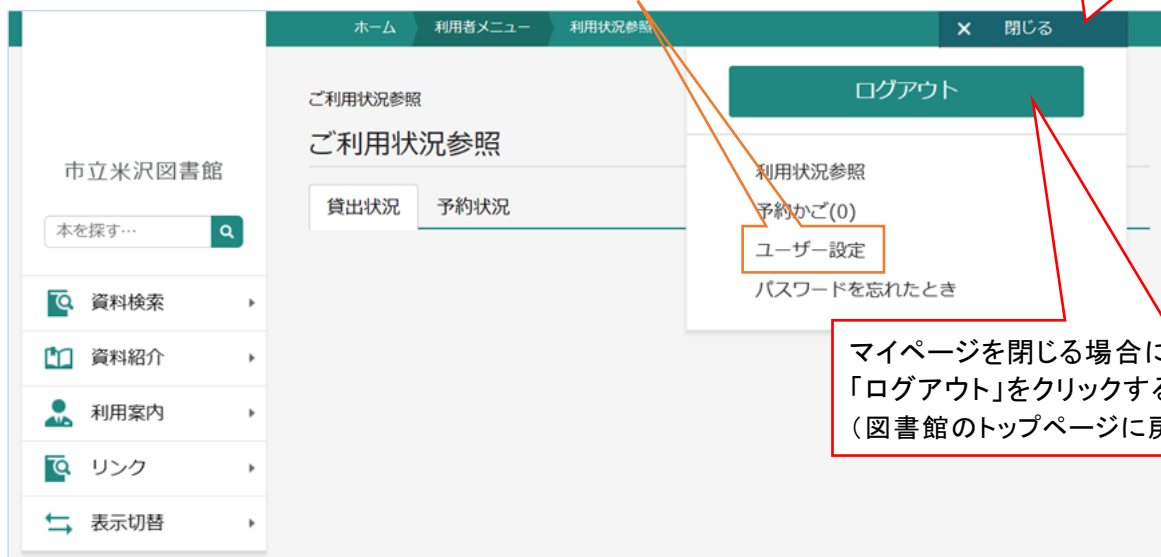 ホーム 利用者メニュー 利用状況参照
× 閉じる
ログアウト
利用状況参照
予約かご(0)
ユーザー設定
パスワードを忘れたとき
ご利用状況参照
ご利用状況参照
貸出状況 予約状況
市立米沢図書館
本を探す…
資料検索
資料紹介
利用案内
リンク
表示切替
マイページを閉じる場合に
「ログアウト」をクリックする
（図書館のトップページに戻